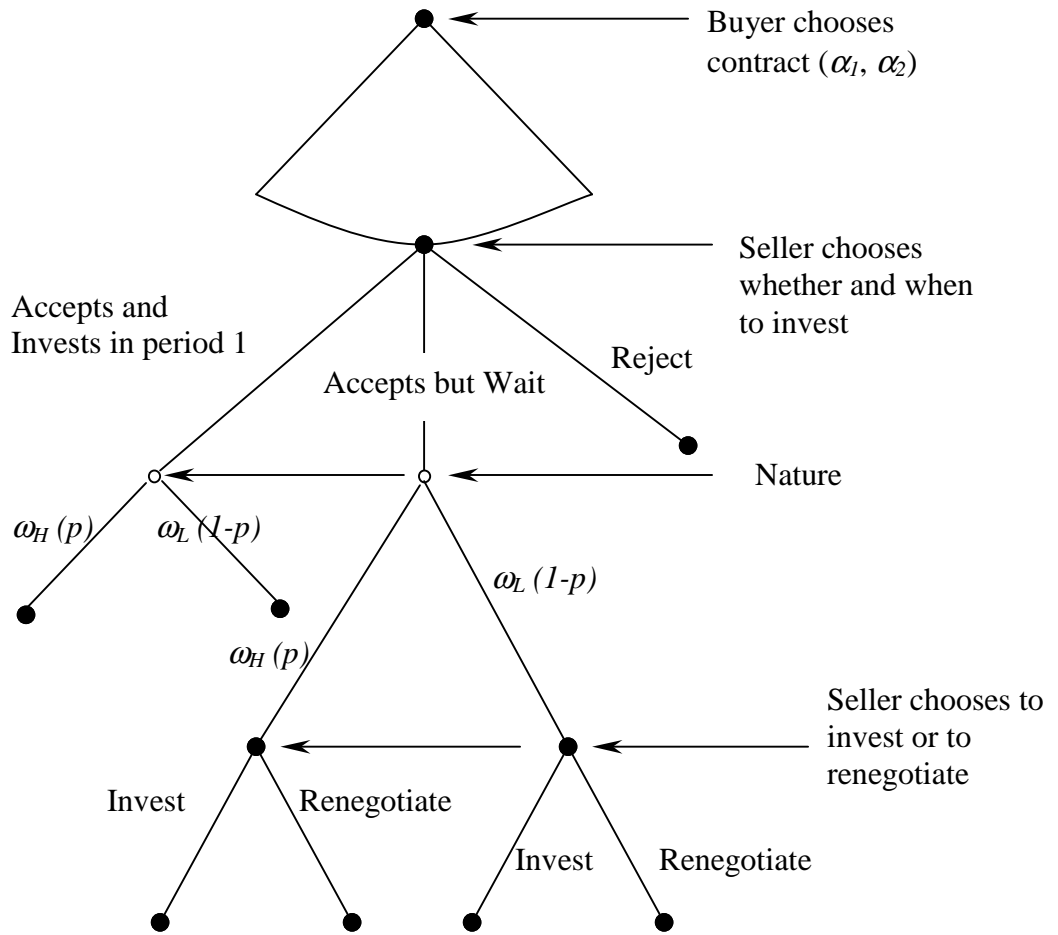 Buyer chooses
contract (α1, α2)
Seller chooses
whether and when
to invest
Accepts and
Invests in period 1
Reject
Accepts but Wait
Nature
ωH (p)
ωL (1-p)
ωL (1-p)
ωH (p)
Seller chooses to
invest or to
renegotiate
Invest
Renegotiate
Invest
Renegotiate